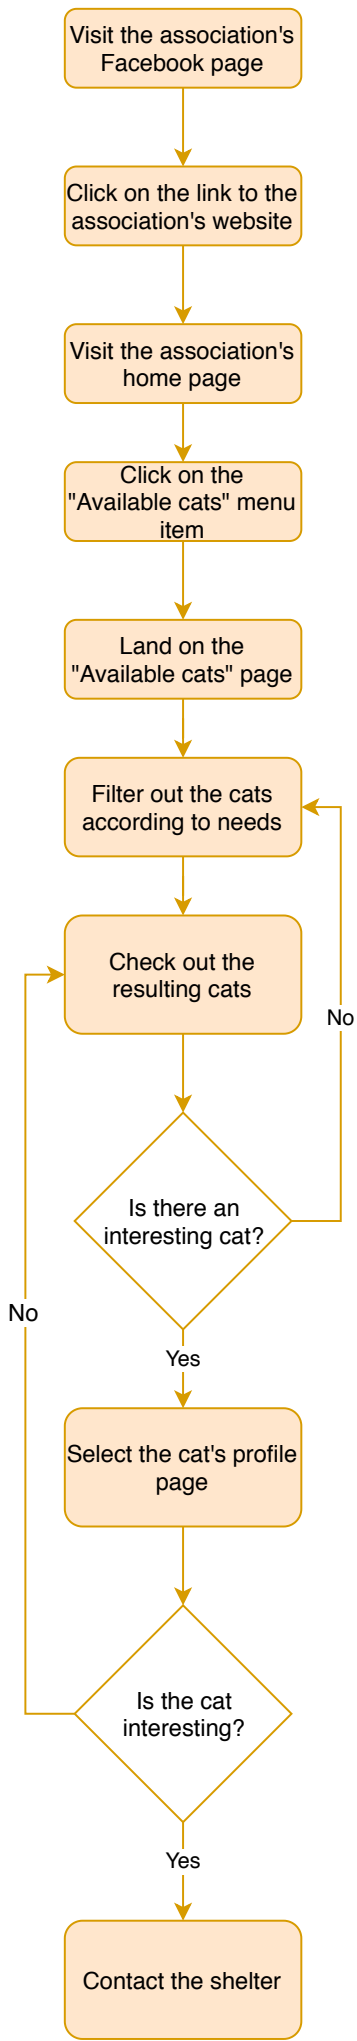 Visit the association's
Facebook page
Click on the link to the
association's website
Visit the association's
home page
Click on the
"Available cats" menu
item
Land on the
"Available cats" page
Filter out the cats
according to needs
Check out the
resulting cats
No
Is there an
interesting cat?
No
Yes
Select the cat's profile
page
Is the cat
interesting?
Yes
Contact the shelter